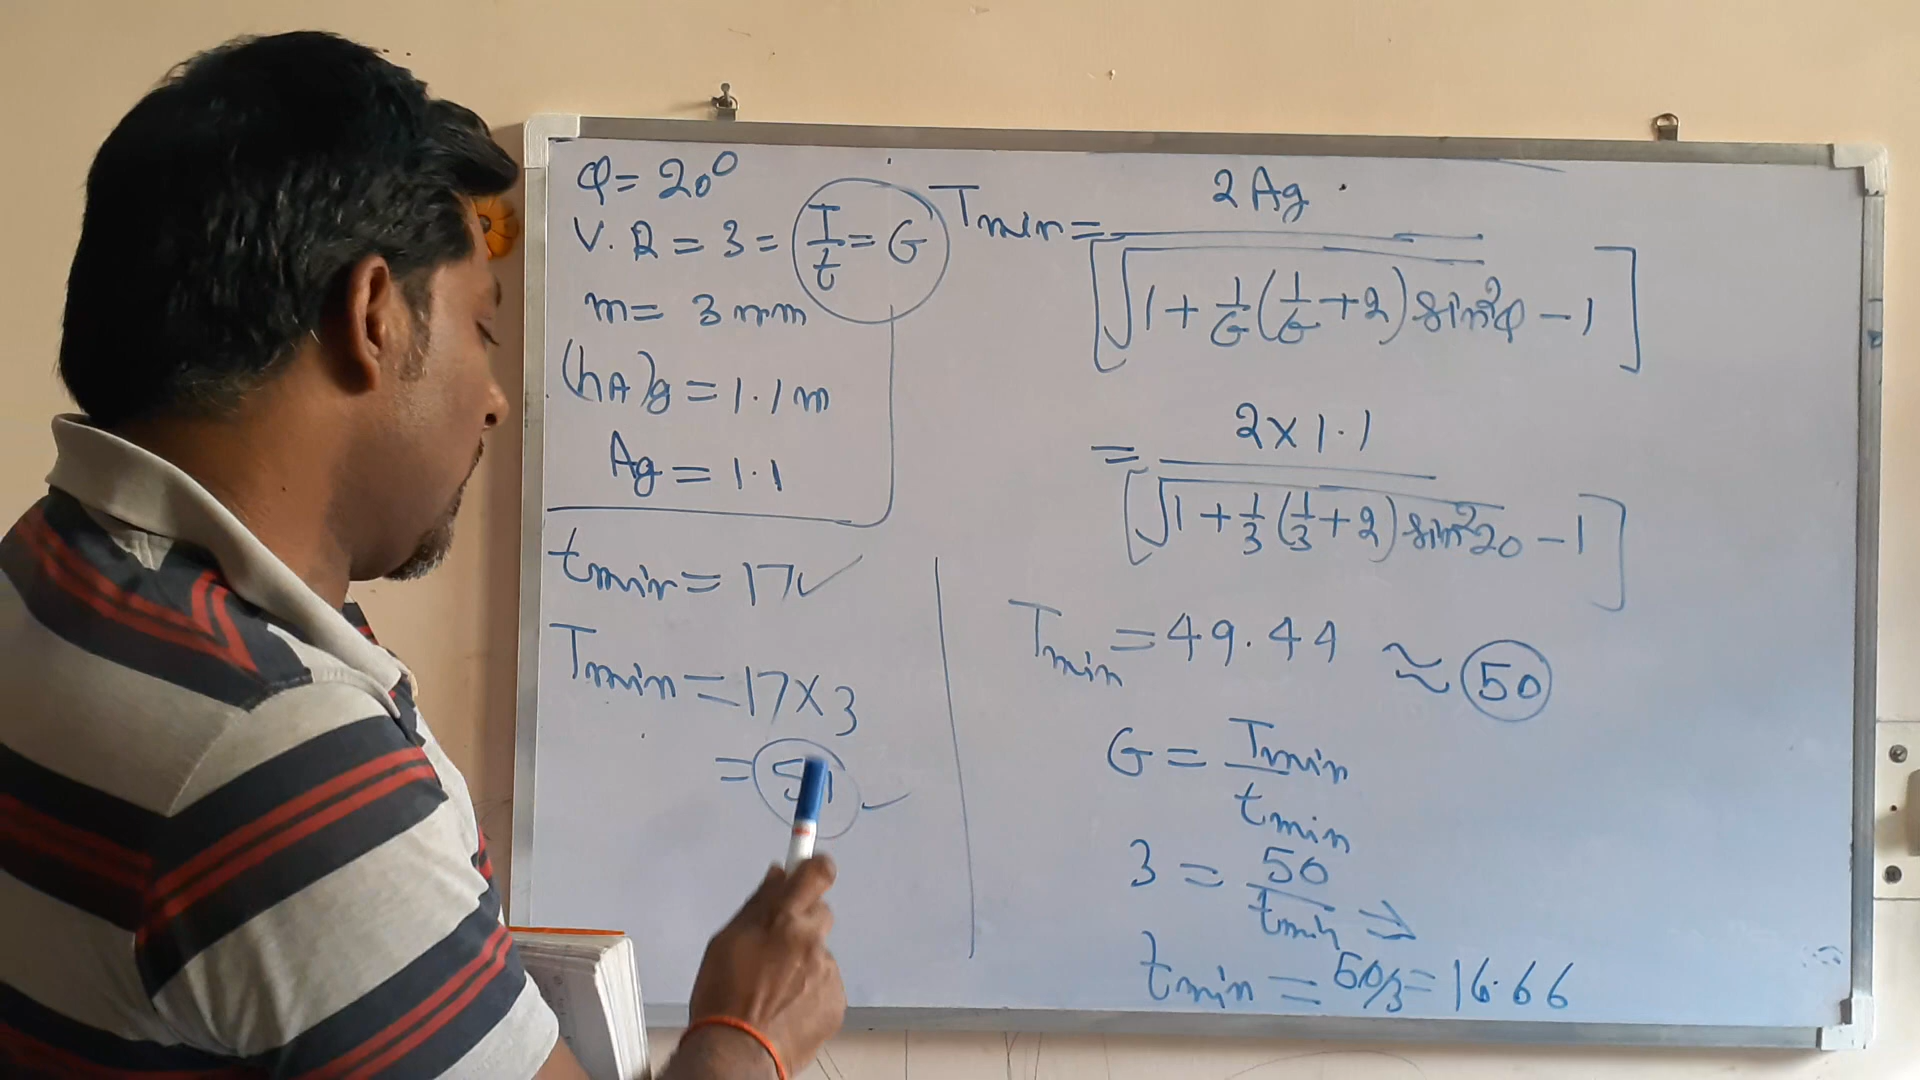 φ = 20°
V.R = 3 = T/t = G
m = 3 mm
(hA)g = 1.1 m
Ag = 1.1
tmin = 17 ✓
Tmin = 17 × 3
= 51 ✓
Tmin = 2 Ag / [√1 + 1/G (1/G + 2) sin²φ - 1]
= 2 × 1.1 / [√1 + 1/3 (1/3 + 2) sin²20 - 1]
Tmin = 49.44 ≈ 50
G = Tmin / tmin
3 = 50 / tmin ⇒
tmin = 50/3 = 16.66